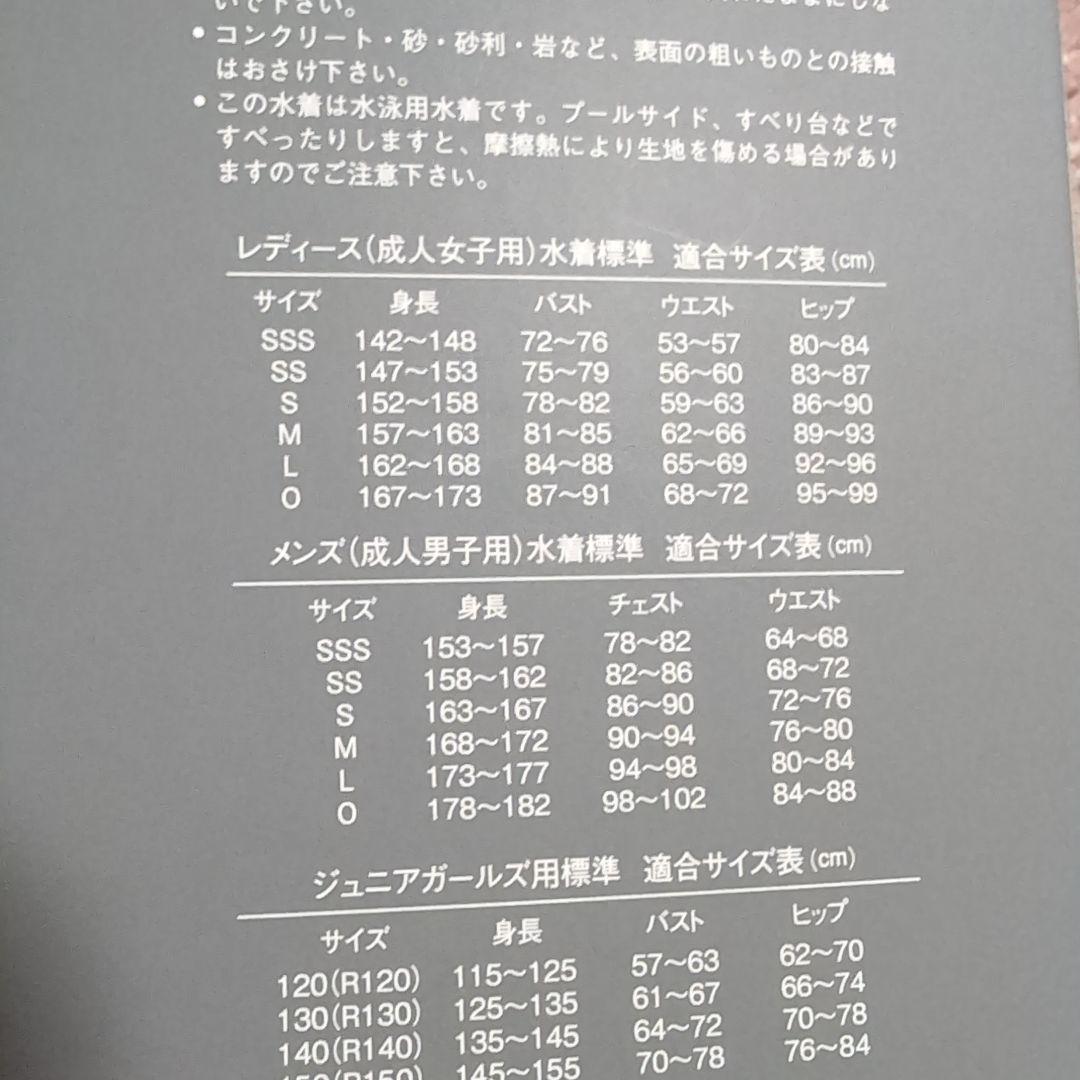 いで下さい。
• コンクリート・砂・砂利・岩など、表面の粗いものとの接触
はおさけ下さい。
• この水着は水泳用水着です。プールサイド、すべり台などで
すべったりしますと、摩擦熱により生地を傷める場合があり
ますのでご注意下さい。
レディース(成人女子用)水着標準 適合サイズ表(cm)
サイズ 身長 バスト ウエスト ヒップ
SSS 142〜148 72〜76 53〜57 80〜84
SS 147〜153 75〜79 56〜60 83〜87
S 152〜158 78〜82 59〜63 86〜90
M 157〜163 81〜85 62〜66 89〜93
L 162〜168 84〜88 65〜69 92〜96
O 167〜173 87〜91 68〜72 95〜99
メンズ(成人男子用)水着標準 適合サイズ表(cm)
サイズ 身長 チェスト ウエスト
SSS 153〜157 78〜82 64〜68
SS 158〜162 82〜86 68〜72
S 163〜167 86〜90 72〜76
M 168〜172 90〜94 76〜80
L 173〜177 94〜98 80〜84
O 178〜182 98〜102 84〜88
ジュニアガールズ用標準 適合サイズ表(cm)
サイズ 身長 バスト ヒップ
120(R120) 115〜125 57〜63 62〜70
130(R130) 125〜135 61〜67 66〜74
140(R140) 135〜145 64〜72 70〜78
150(R150) 145〜155 70〜78 76〜84